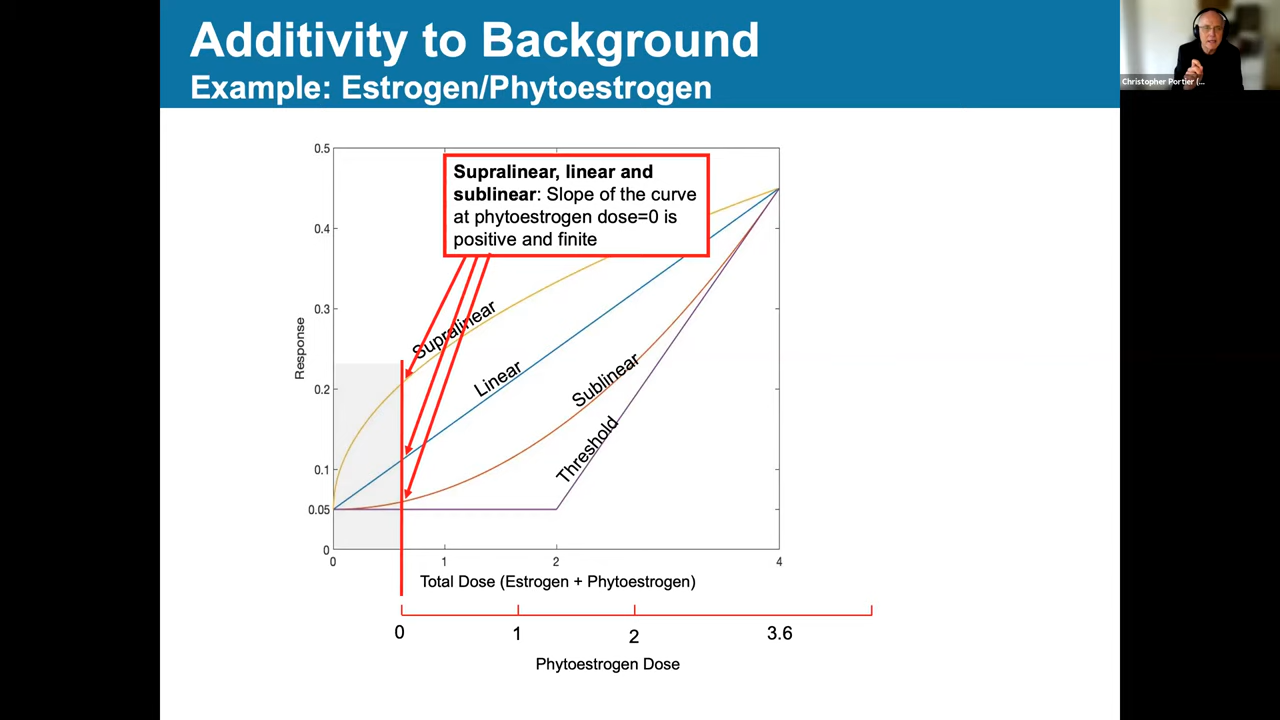 Additivity to Background
Example: Estrogen/Phytoestrogen
Christopher Portier (...
0.5
0.4
0.3
0.2
0.1
0.05
0
Response
Supralinear, linear and
sublinear: Slope of the curve
at phytoestrogen dose=0 is
positive and finite
Supralinear
Linear
Sublinear
Threshold
0 1 2 4
Total Dose (Estrogen + Phytoestrogen)
0 1 2 3.6
Phytoestrogen Dose